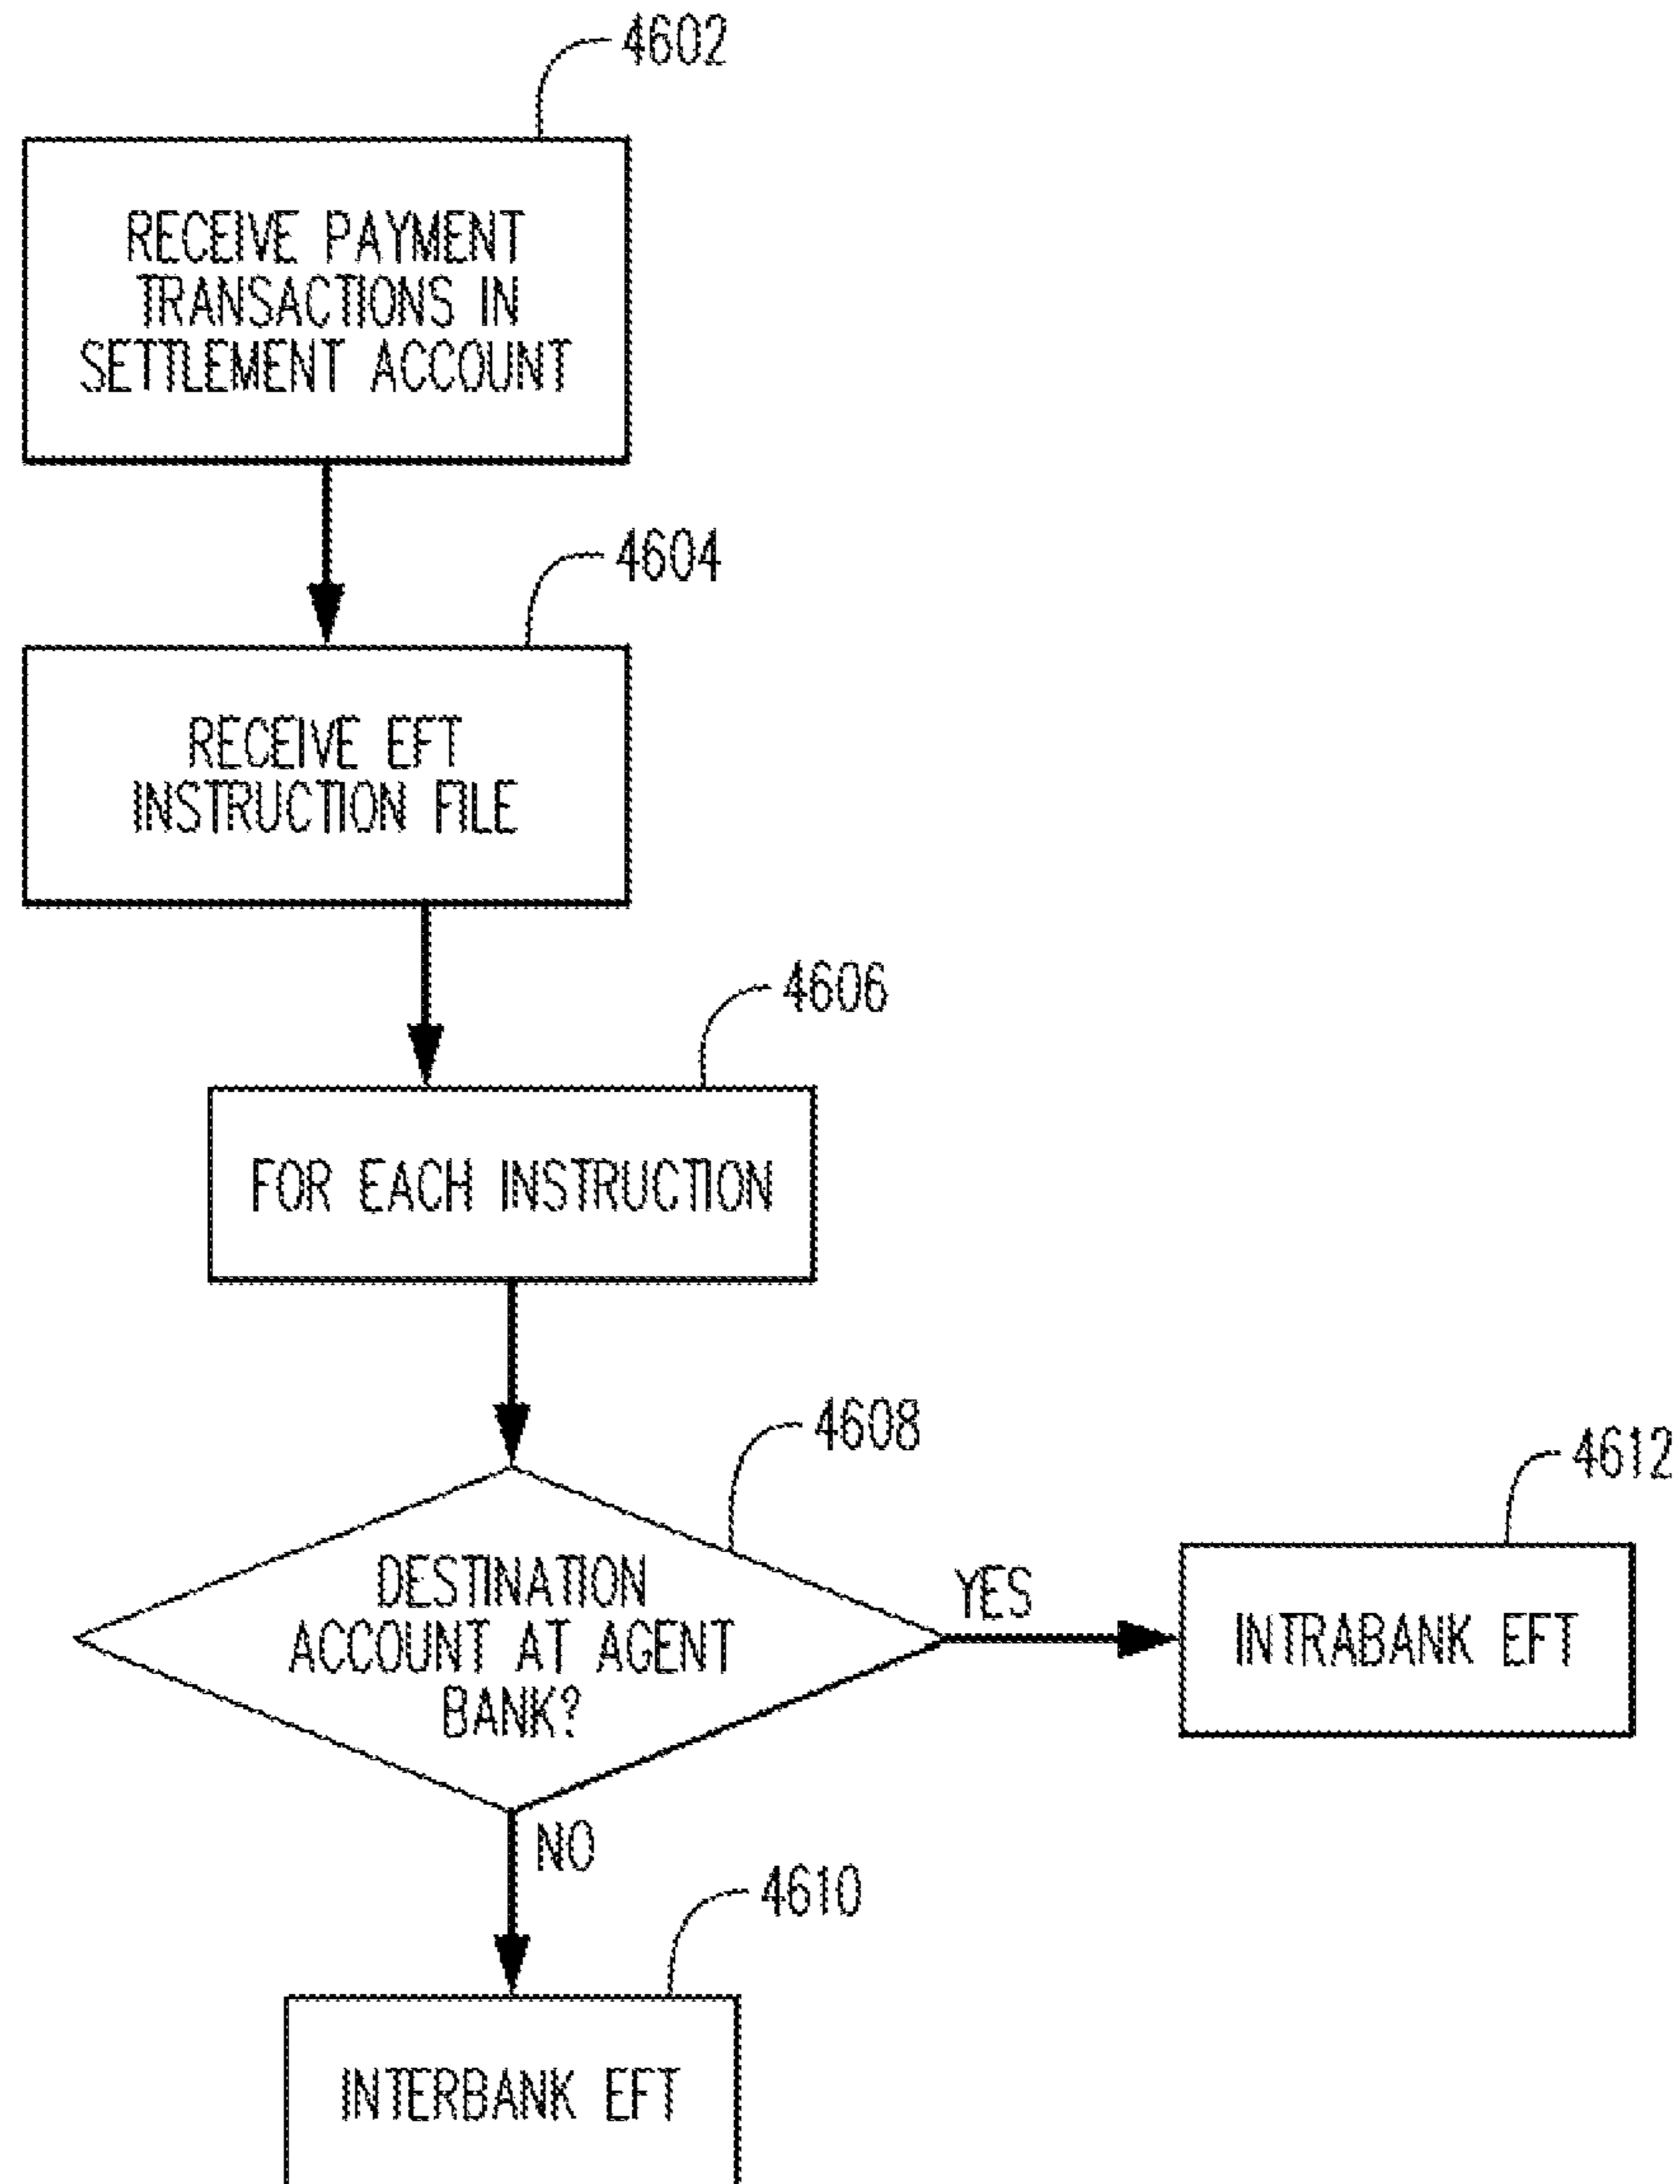 4602
RECEIVE PAYMENT
TRANSACTIONS IN
SETTLEMENT ACCOUNT
4604
RECEIVE EFT
INSTRUCTION FILE
4606
FOR EACH INSTRUCTION
4608
DESTINATION
ACCOUNT AT AGENT
BANK?
YES
4612
INTRABANK EFT
NO
4610
INTERBANK EFT